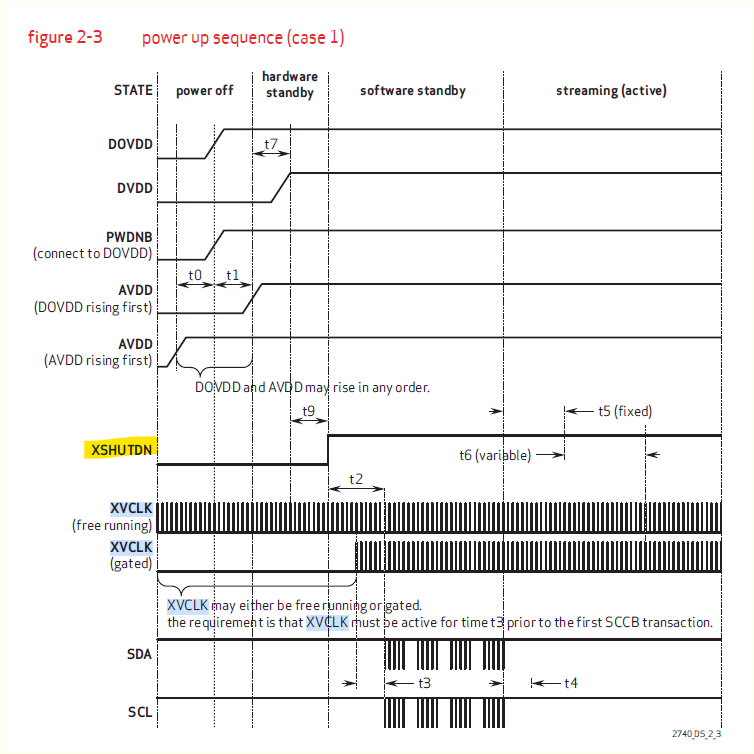 figure 2-3 power up sequence (case 1)
STATE power off hardware standby software standby streaming (active)
DOVDD
t7
DVDD
PWDNB
(connect to DOVDD)
t0 t1
AVDD
(DOVDD rising first)
AVDD
(AVDD rising first)
DOVDD and AVDD may rise in any order.
t9 t5 (fixed)
XSHUTDN
t6 (variable)
t2
XVCLK
(free running)
XVCLK
(gated)
XVCLK may either be free running or gated.
the requirement is that XVCLK must be active for time t3 prior to the first SCCB transaction.
SDA
t3 t4
SCL
2740_DS_2_3